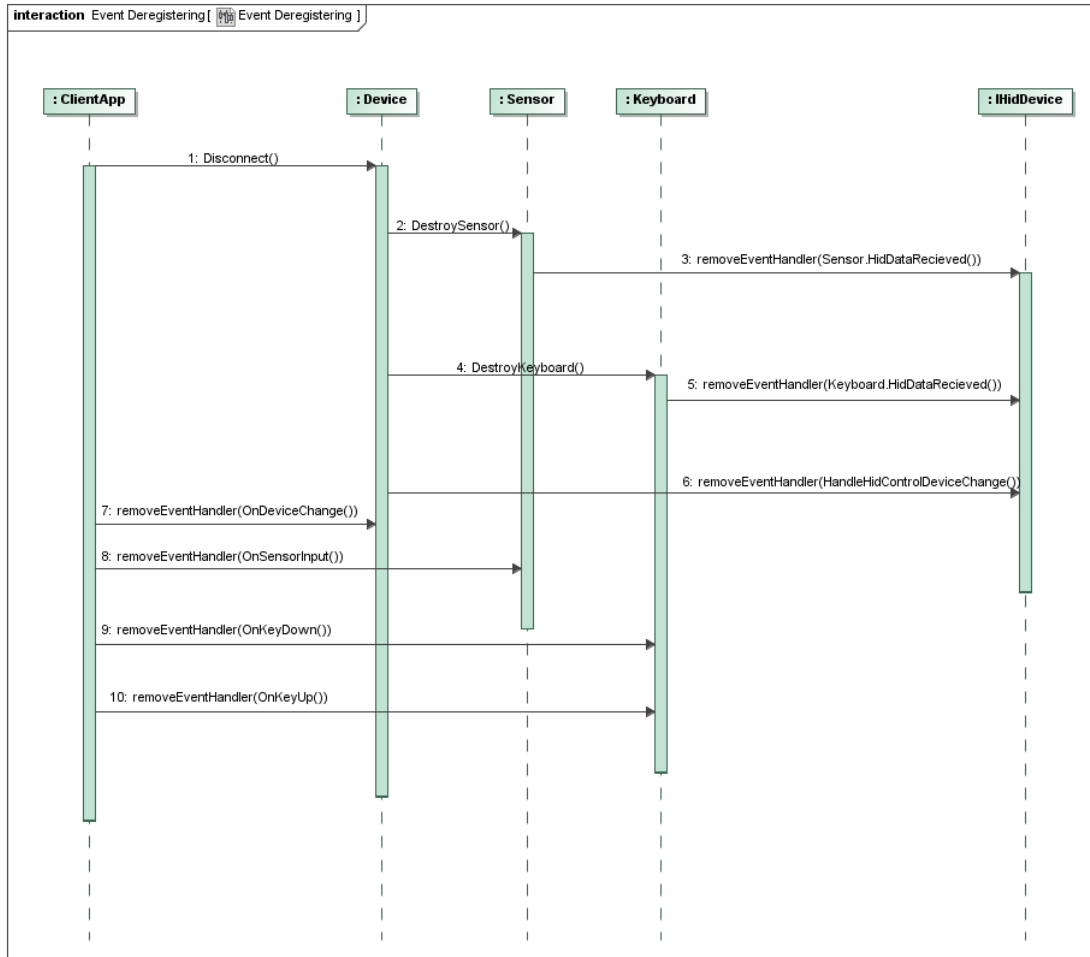 interaction Event Deregistering [ Event Deregistering ]
: ClientApp
: Device
: Sensor
: Keyboard
: IHidDevice
1: Disconnect()
2: DestroySensor()
3: removeEventHandler(Sensor.HidDataRecieved())
4: DestroyKeyboard()
5: removeEventHandler(Keyboard.HidDataRecieved())
6: removeEventHandler(HandleHidControlDeviceChange())
7: removeEventHandler(OnDeviceChange())
8: removeEventHandler(OnSensorInput())
9: removeEventHandler(OnKeyDown())
10: removeEventHandler(OnKeyUp())